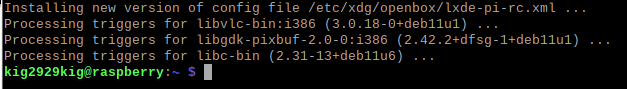 Installing new version of config file /etc/xdg/openbox/lxde-pi-rc.xml ...
Processing triggers for libvlc-bin:i386 (3.0.18-0+deb11u1) ...
Processing triggers for libgdk-pixbuf-2.0-0:i386 (2.42.2+dfsg-1+deb11u1) ...
Processing triggers for libc-bin (2.31-13+deb11u6) ...
kig2929kig@raspberry:~ $